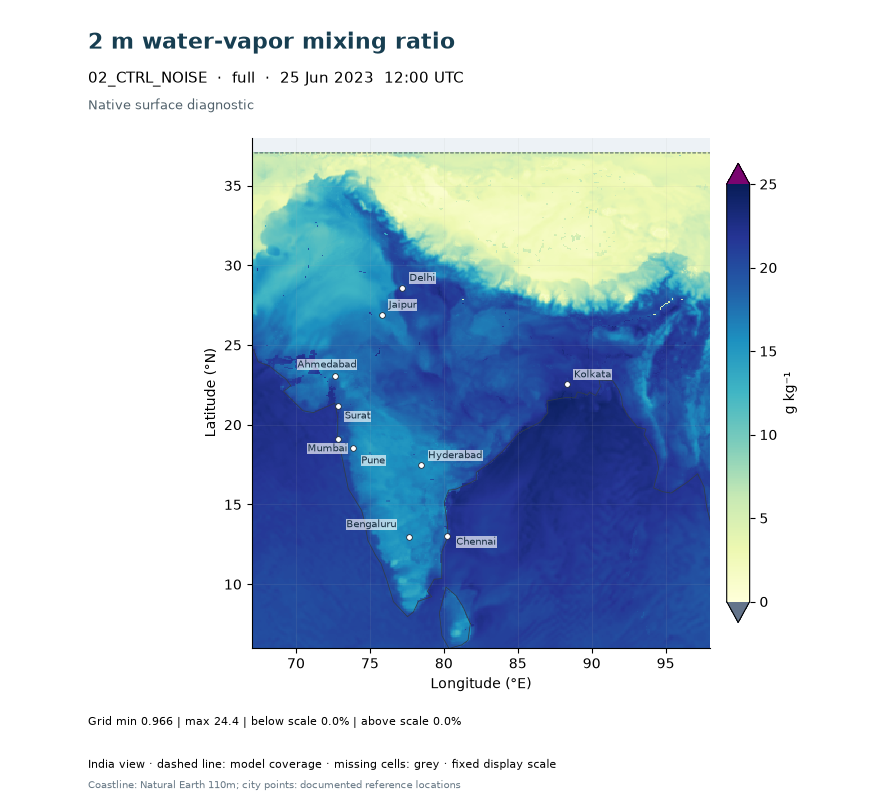 2 m water-vapor mixing ratio
02_CTRL_NOISE · full · 25 Jun 2023 12:00 UTC
Native surface diagnostic
35
30
25
20
15
10
Latitude (°N)
Delhi
Jaipur
Ahmedabad
Kolkata
Surat
Mumbai
Pune
Hyderabad
Bengaluru
Chennai
70 75 80 85 90 95
Longitude (°E)
25
20
15
10
5
0
g kg⁻¹
Grid min 0.966 | max 24.4 | below scale 0.0% | above scale 0.0%
India view · dashed line: model coverage · missing cells: grey · fixed display scale
Coastline: Natural Earth 110m; city points: documented reference locations